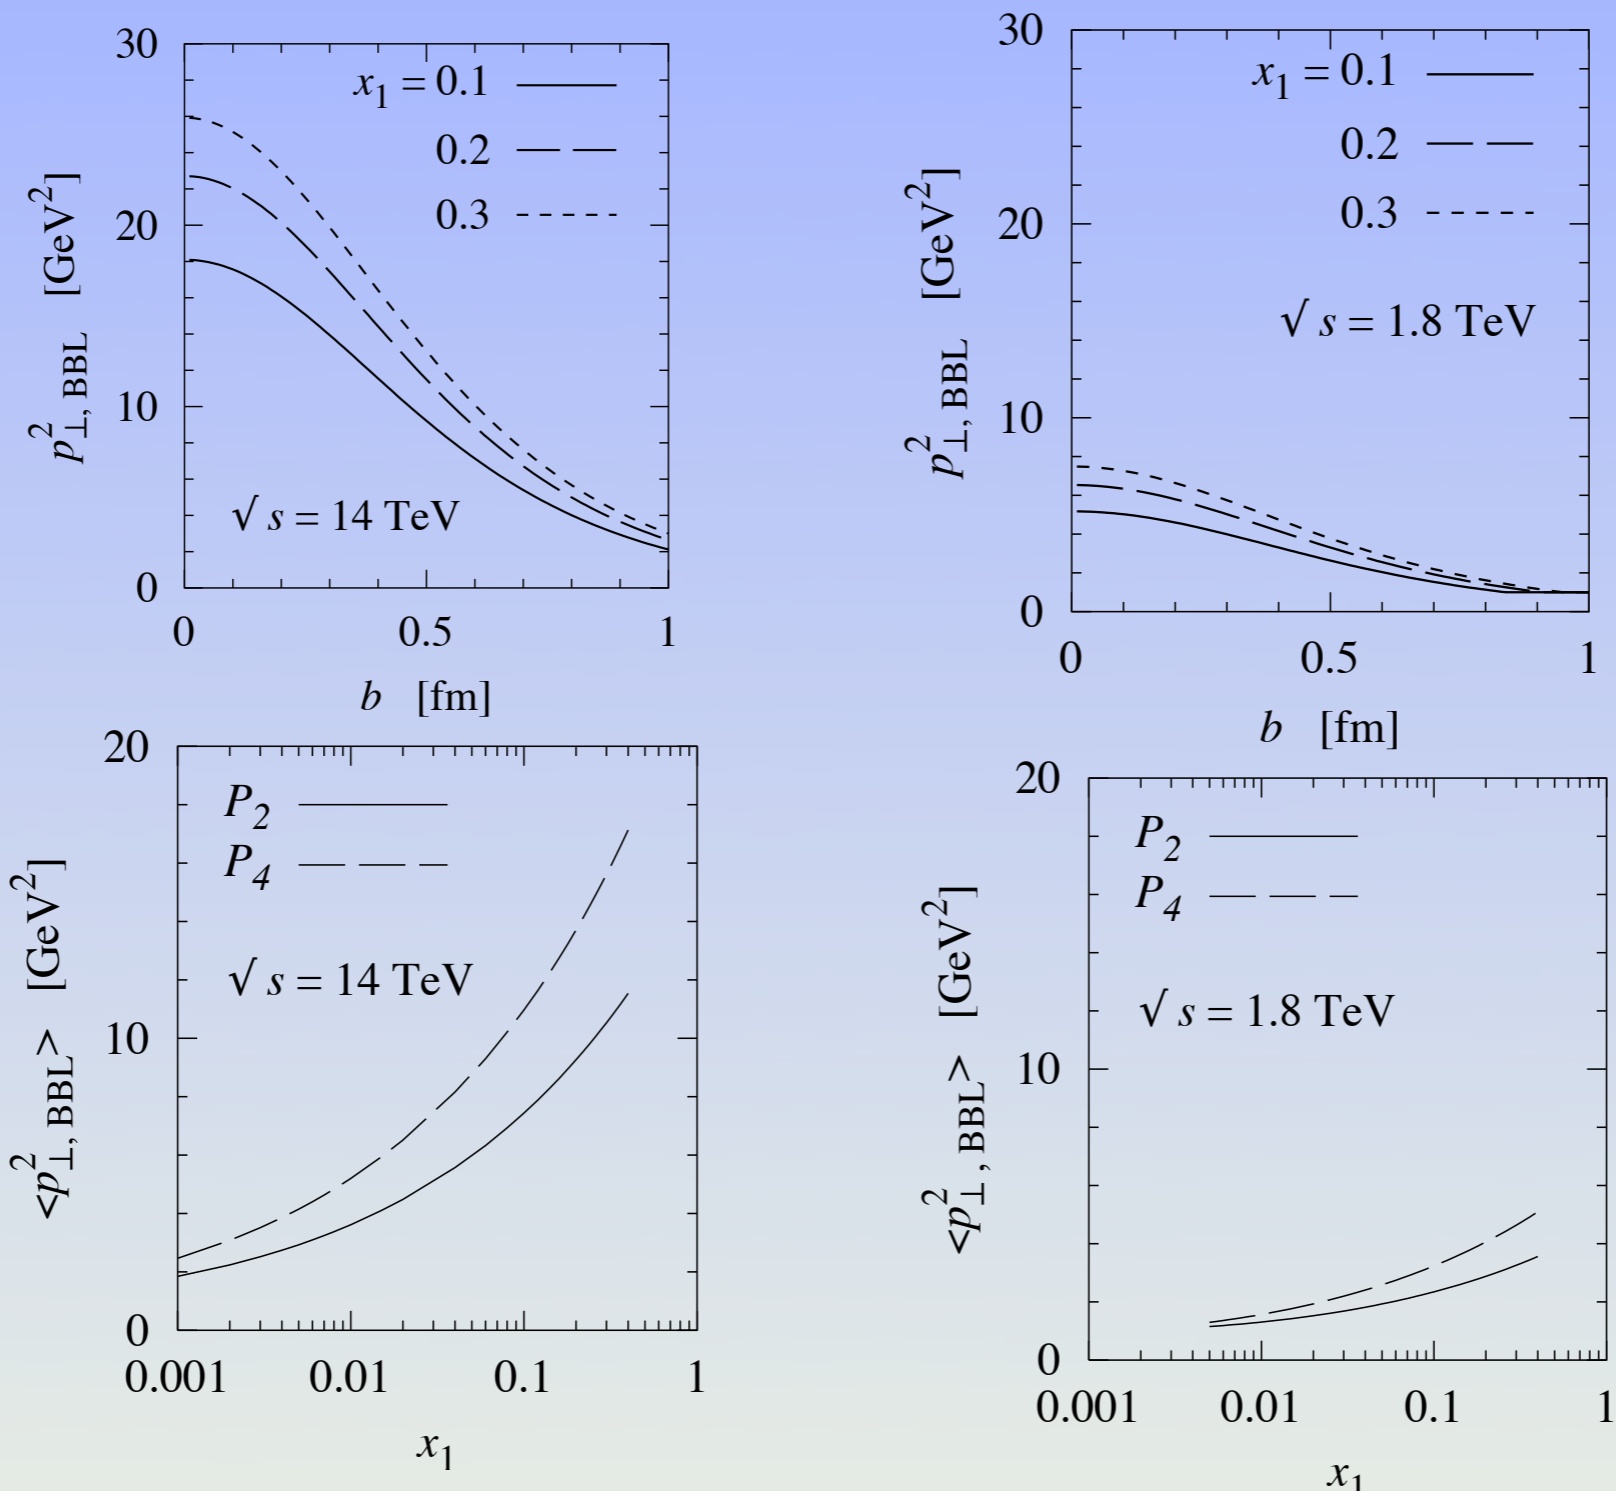 30
20
10
0
p²⊥, BBL [GeV²]
x₁ = 0.1
0.2
0.3
√ s = 14 TeV
0 0.5 1
b [fm]
30
20
10
0
p²⊥, BBL [GeV²]
x₁ = 0.1
0.2
0.3
√ s = 1.8 TeV
0 0.5 1
b [fm]
20
10
0
<p²⊥, BBL> [GeV²]
P₂
P₄
√ s = 14 TeV
0.001 0.01 0.1 1
x₁
20
10
0
<p²⊥, BBL> [GeV²]
P₂
P₄
√ s = 1.8 TeV
0.001 0.01 0.1 1
x₁